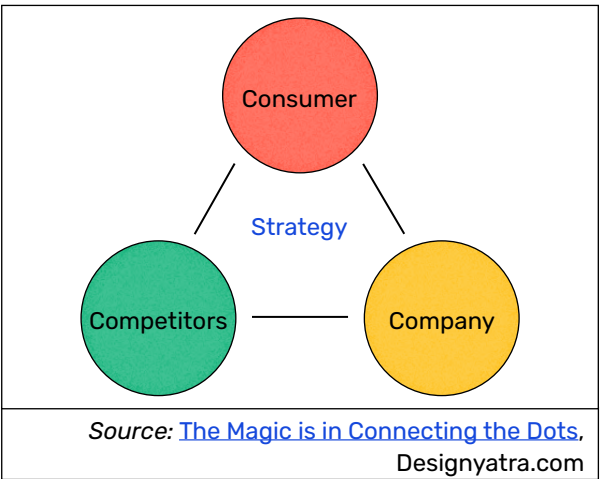 Consumer
Strategy
Competitors
Company
Source: The Magic is in Connecting the Dots,
Designyatra.com